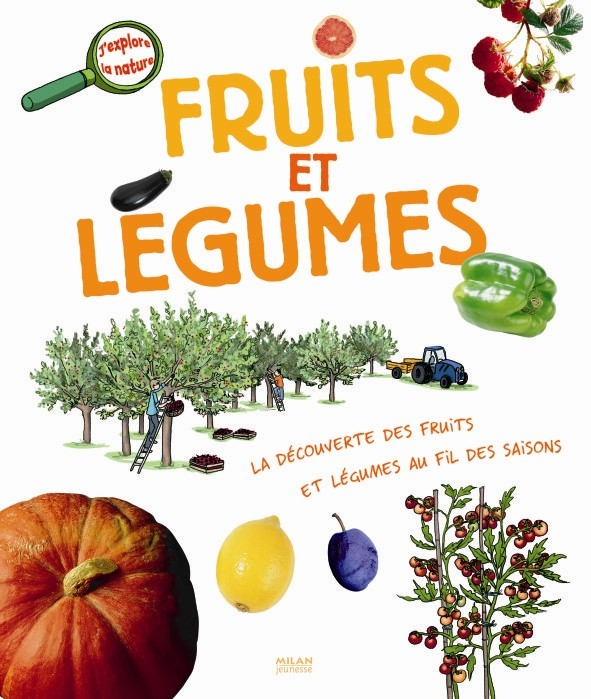 J'explore
la nature
FRUITS
ET
LÉGUMES
LA DÉCOUVERTE DES FRUITS
ET LÉGUMES AU FIL DES SAISONS
MILAN
jeunesse